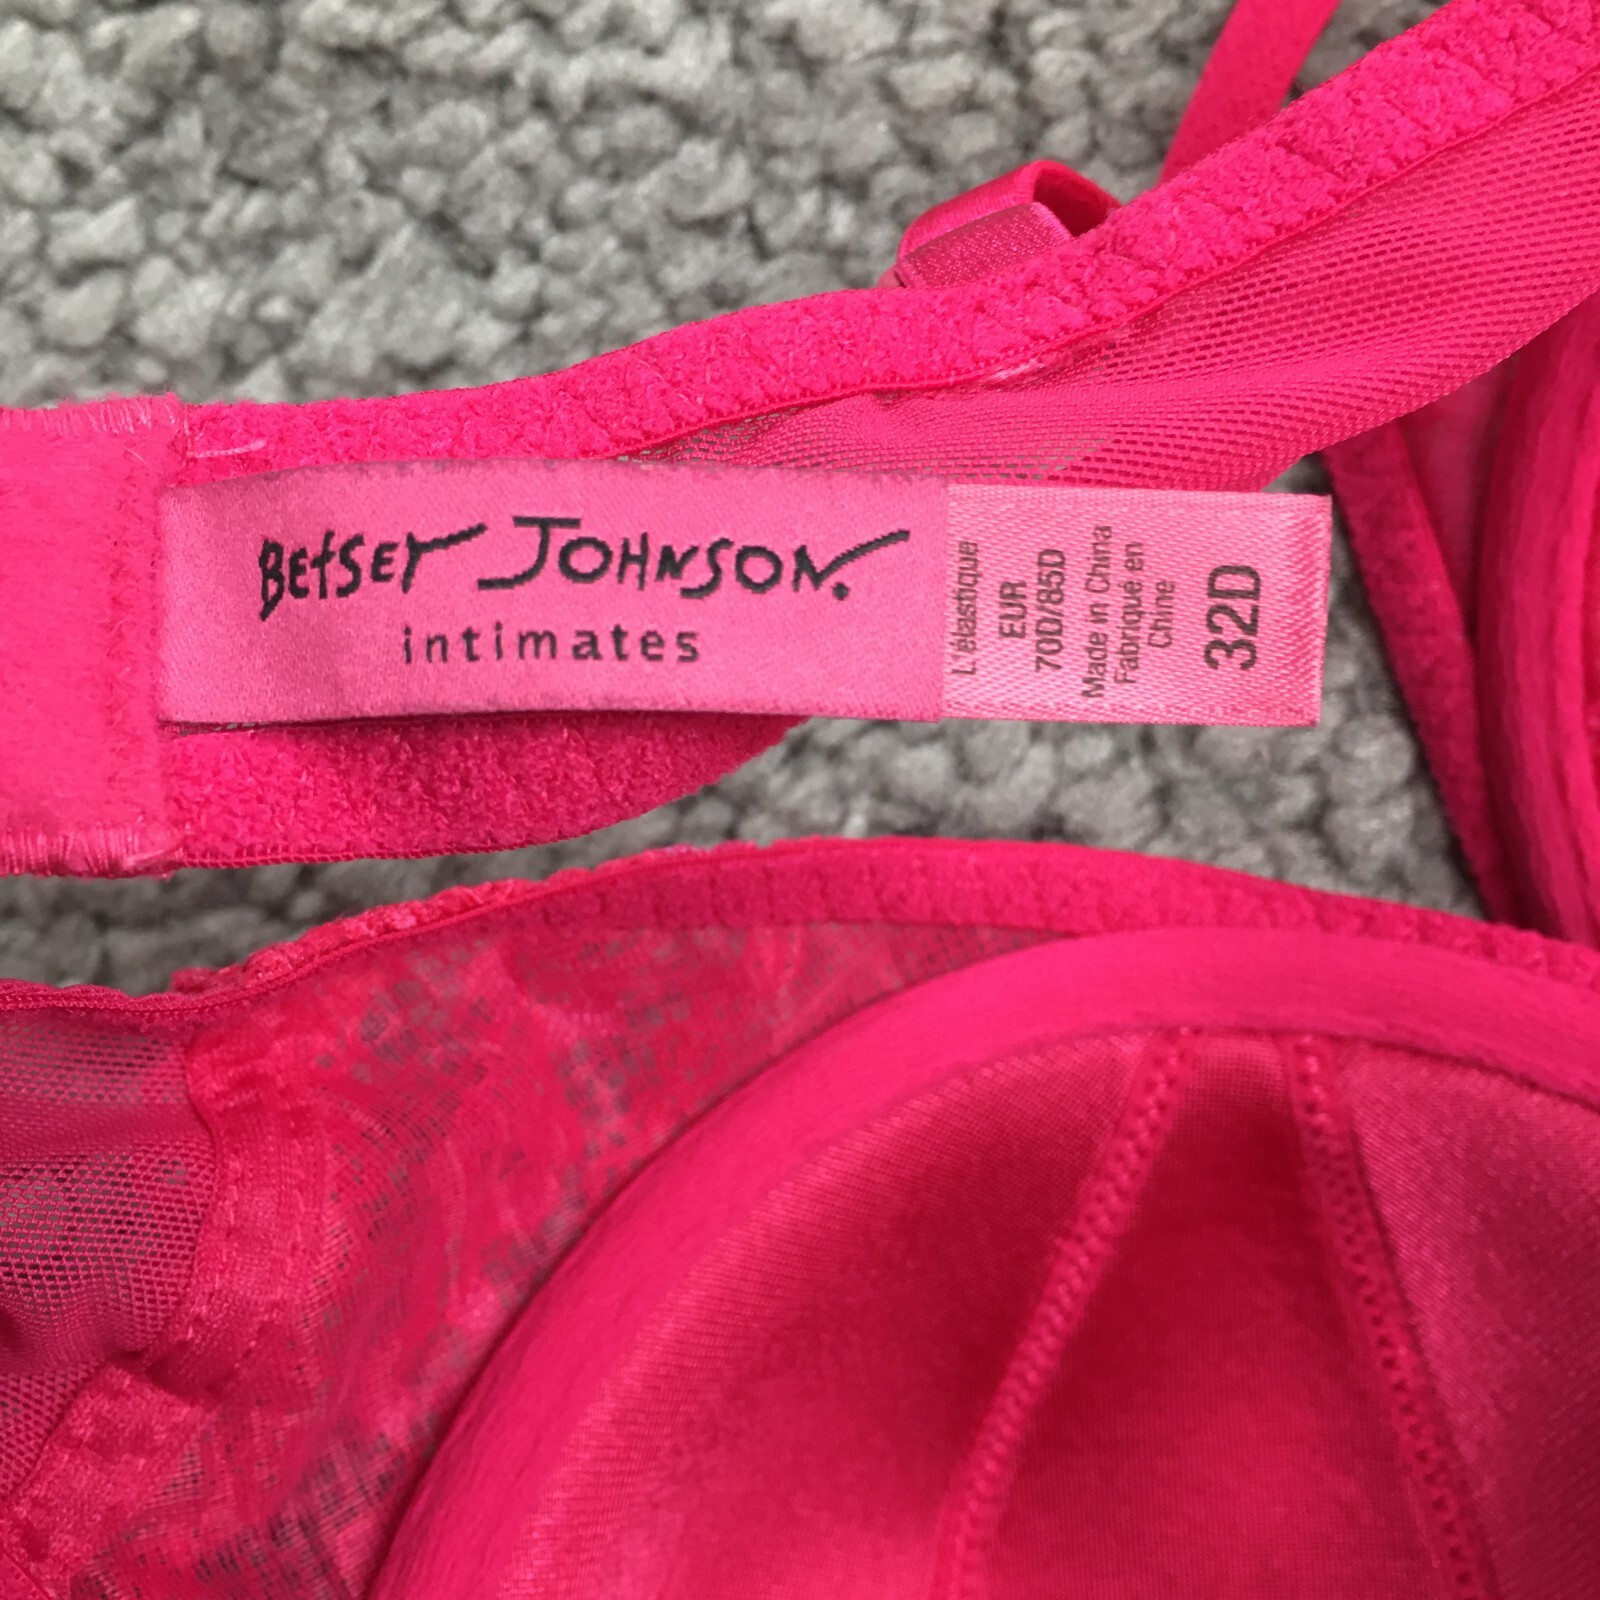 Betsey Johnson.
intimates
L'élastique
EUR
70D/85D
Made in China
Fabriqué en
Chine
32D